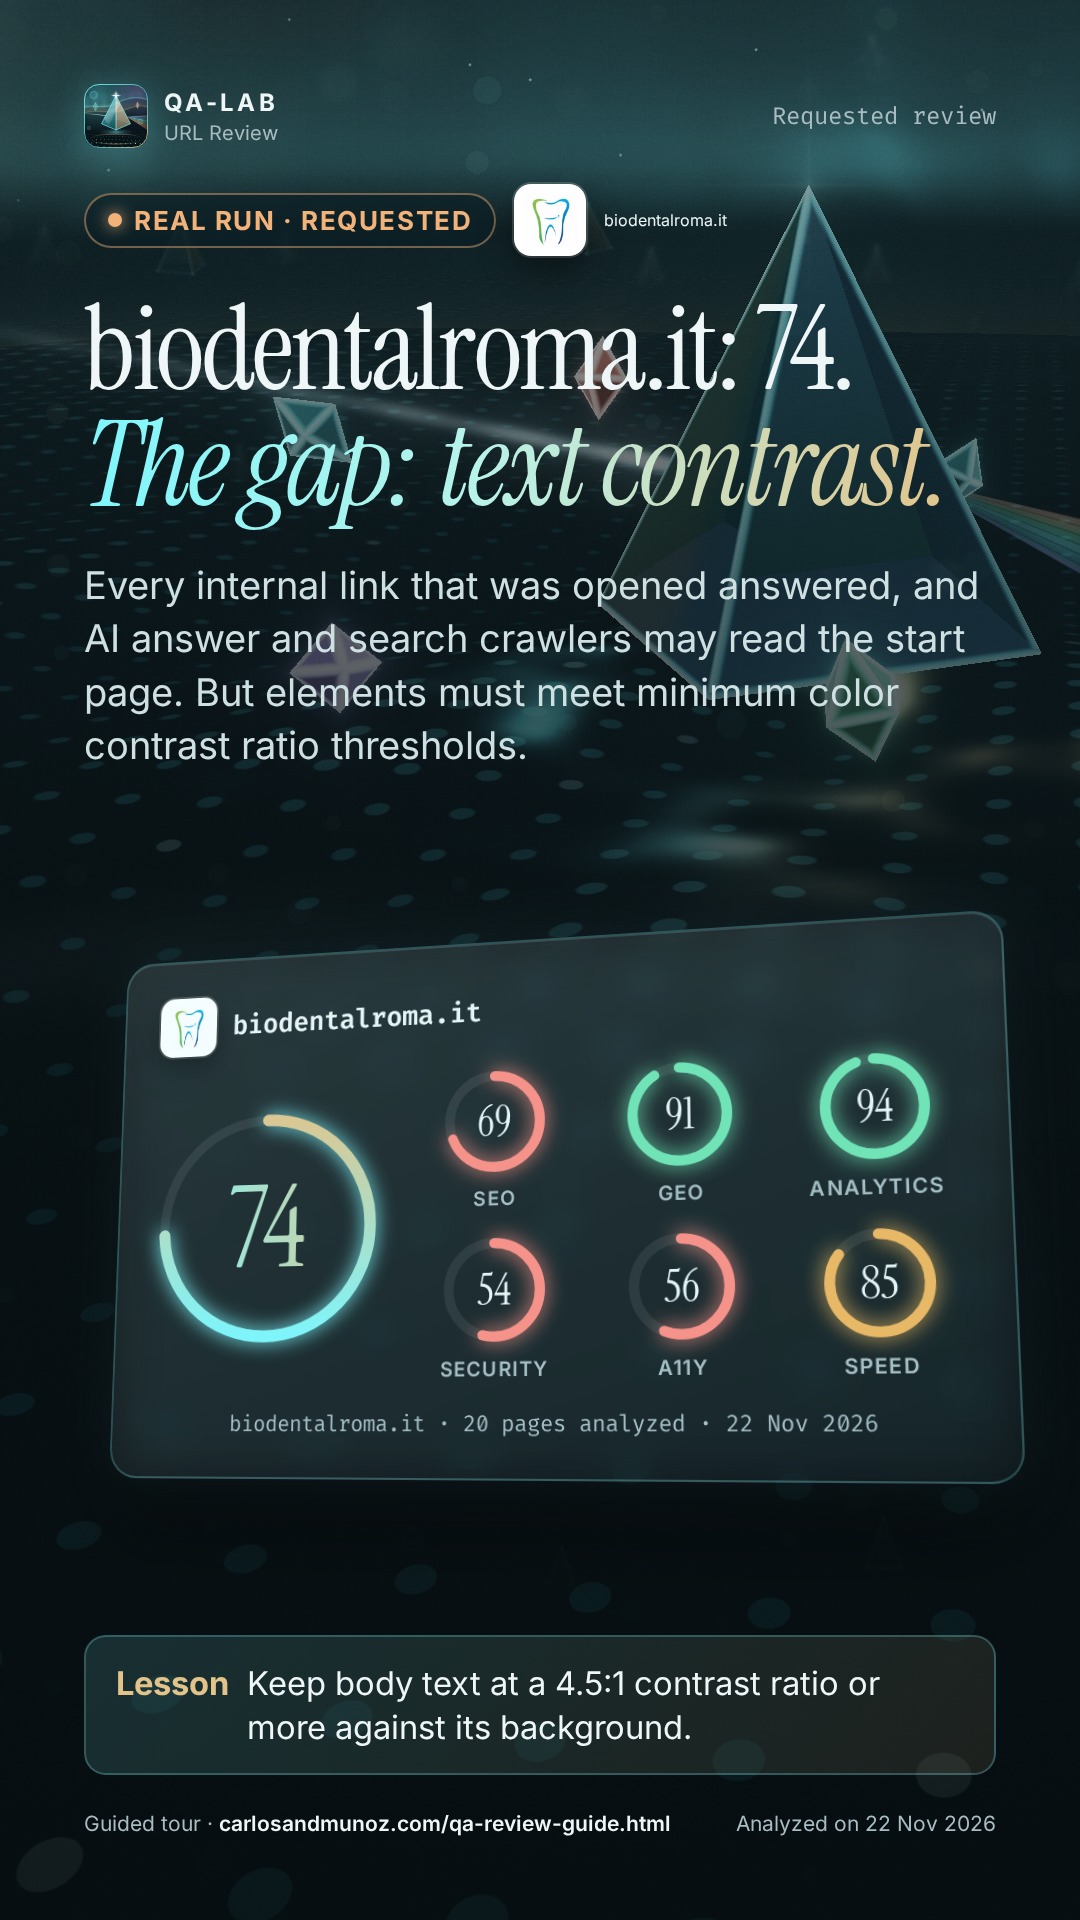 QA-LAB
URL Review
Requested review
REAL RUN · REQUESTED
biodentalroma.it
biodentalroma.it: 74.
The gap: text contrast.
Every internal link that was opened answered, and
AI answer and search crawlers may read the start
page. But elements must meet minimum color
contrast ratio thresholds.
biodentalroma.it
74
69
SEO
91
GEO
94
ANALYTICS
54
SECURITY
56
A11Y
85
SPEED
biodentalroma.it · 20 pages analyzed · 22 Nov 2026
Lesson Keep body text at a 4.5:1 contrast ratio or
more against its background.
Guided tour · carlosandmunoz.com/qa-review-guide.html
Analyzed on 22 Nov 2026